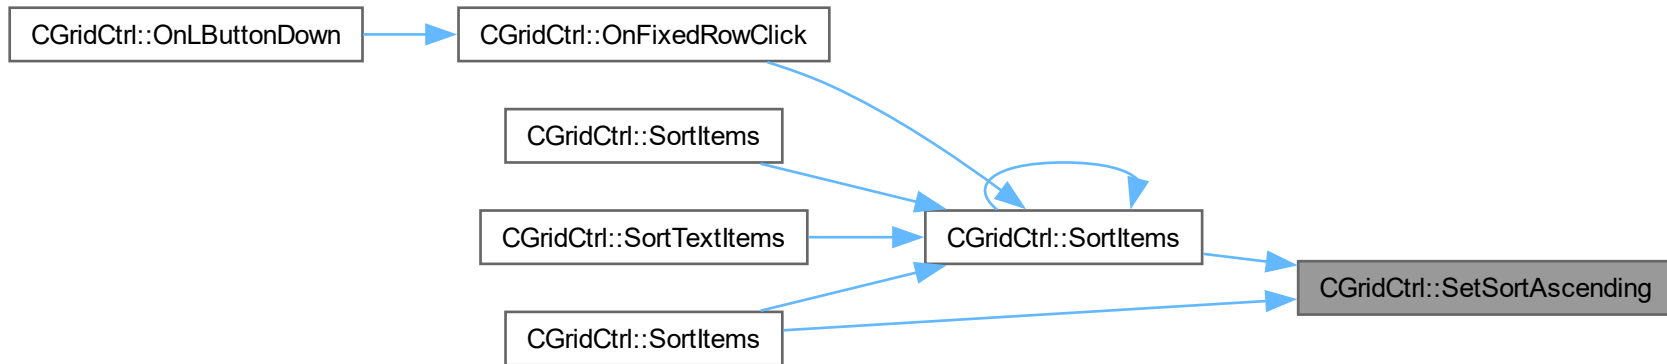 CGridCtrl::OnLButtonDown
CGridCtrl::OnFixedRowClick
CGridCtrl::SortItems
CGridCtrl::SortTextItems
CGridCtrl::SortItems
CGridCtrl::SetSortAscending
CGridCtrl::SortItems